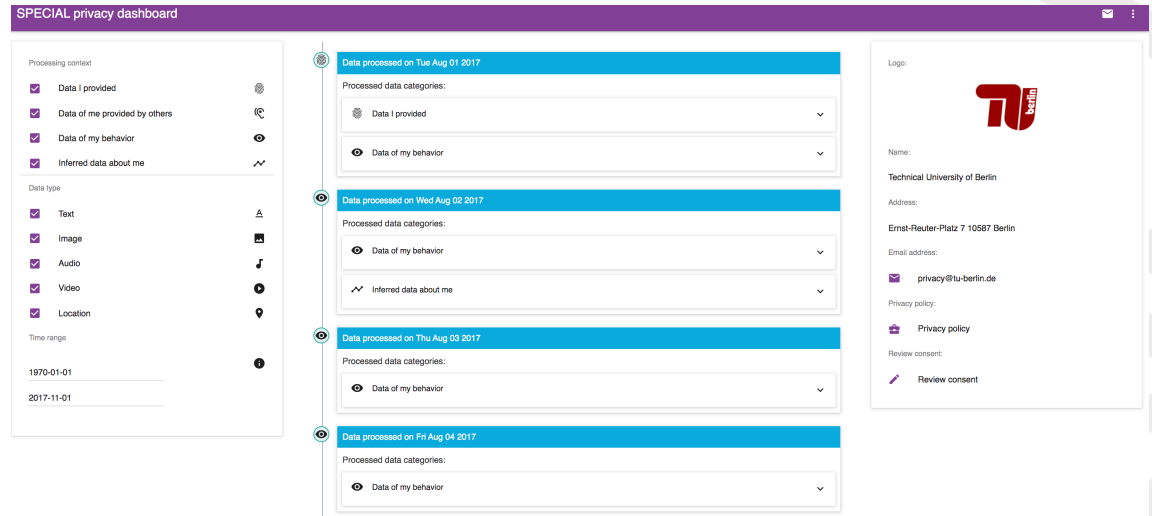 SPECIAL privacy dashboard
Processing context
Data I provided
Data of me provided by others
Data of my behavior
Inferred data about me
Data type
Text
Image
Audio
Video
Location
Time range
1970-01-01
2017-11-01
Data processed on Tue Aug 01 2017
Processed data categories:
Data I provided
Data of my behavior
Data processed on Wed Aug 02 2017
Processed data categories:
Data of my behavior
Inferred data about me
Data processed on Thu Aug 03 2017
Processed data categories:
Data of my behavior
Data processed on Fri Aug 04 2017
Processed data categories:
Data of my behavior
Logo:
TU berlin
Name:
Technical University of Berlin
Address:
Ernst-Reuter-Platz 7 10587 Berlin
Email address:
privacy@tu-berlin.de
Privacy policy:
Privacy policy
Review consent:
Review consent